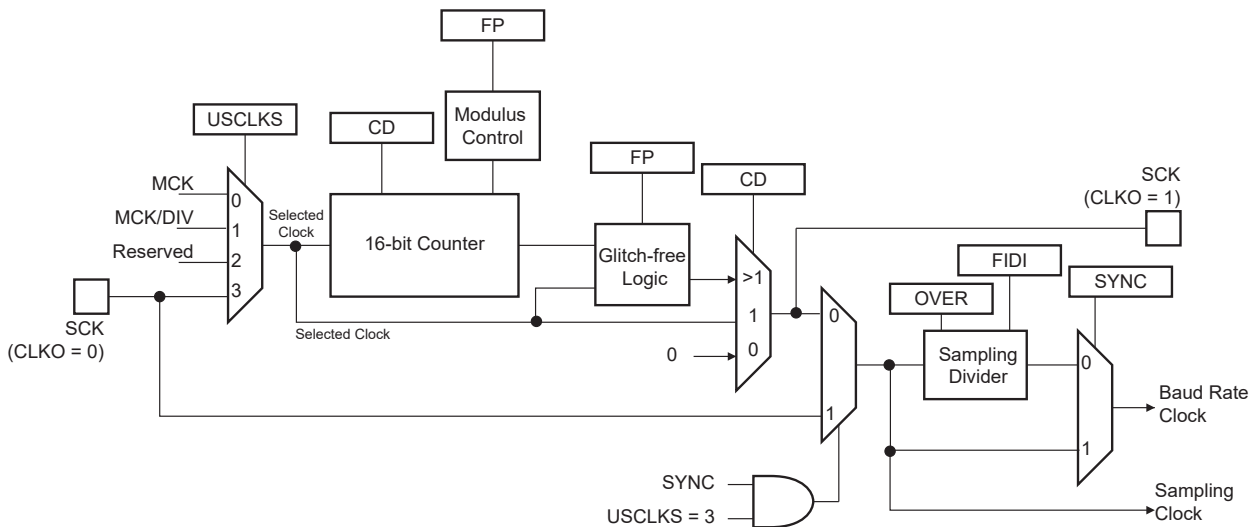 FP
USCLKS
CD
Modulus
Control
FP
CD
SCK
(CLKO = 1)
MCK
0
MCK/DIV
1
Reserved
2
3
Selected
Clock
16-bit Counter
Glitch-free
Logic
>1
1
0
0
FIDI
SYNC
OVER
SCK
(CLKO = 0)
Selected Clock
0
1
Sampling
Divider
0
1
Baud Rate
Clock
SYNC
USCLKS = 3
Sampling
Clock